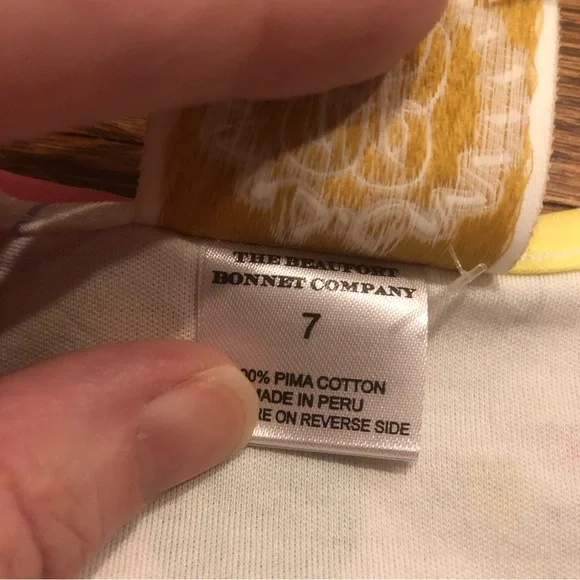 THE BEAUFORT
BONNET COMPANY
7
00% PIMA COTTON
MADE IN PERU
RE ON REVERSE SIDE